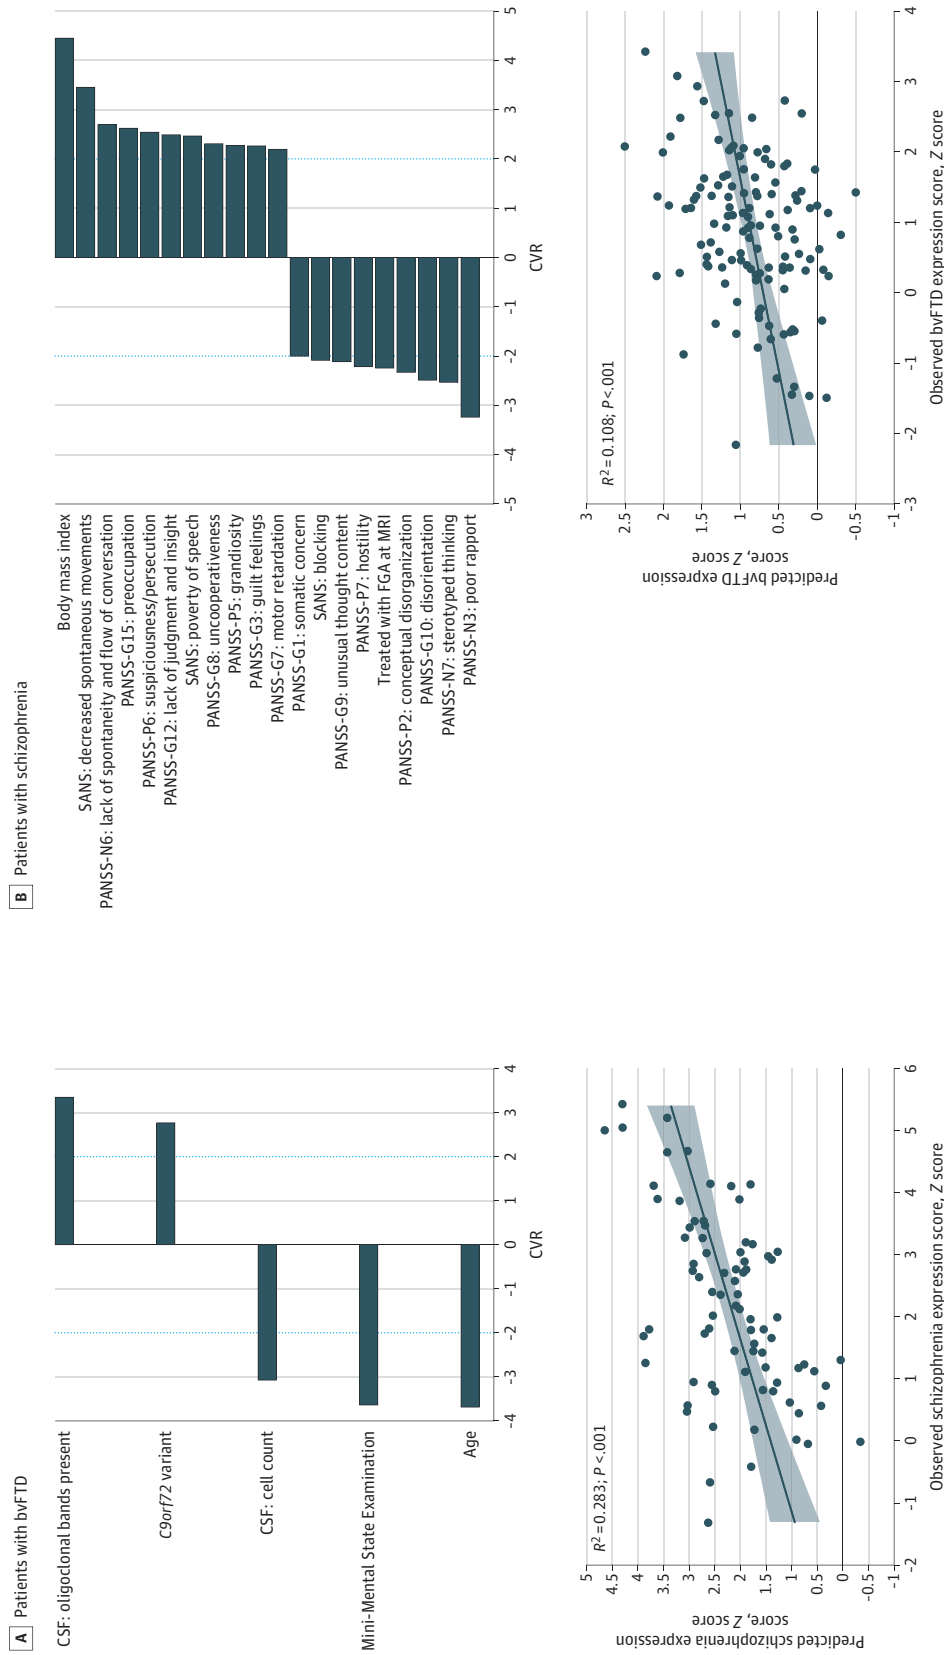 A Patients with bvFTD
CSF: oligoclonal bands present
C9orf72 variant
CSF: cell count
Mini-Mental State Examination
Age
-4 -3 -2 -1 0 1 2 3 4
CVR
R2=0.283; P<.001
Predicted schizophrenia expression
score, Z score
5
4.5
4
3.5
3
2.5
2
1.5
1
0.5
0
-0.5
-1
-2 -1 0 1 2 3 4 5 6
Observed schizophrenia expression score, Z score
B Patients with schizophrenia
Body mass index
SANS: decreased spontaneous movements
PANSS-N6: lack of spontaneity and flow of conversation
PANSS-G15: preoccupation
PANSS-P6: suspiciousness/persecution
PANSS-G12: lack of judgment and insight
SANS: poverty of speech
PANSS-G8: uncooperativeness
PANSS-P5: grandiosity
PANSS-G3: guilt feelings
PANSS-G7: motor retardation
PANSS-G1: somatic concern
SANS: blocking
PANSS-G9: unusual thought content
PANSS-P7: hostility
Treated with FGA at MRI
PANSS-P2: conceptual disorganization
PANSS-G10: disorientation
PANSS-N7: sterotyped thinking
PANSS-N3: poor rapport
-5 -4 -3 -2 -1 0 1 2 3 4 5
CVR
R2=0.108; P<.001
Predicted bvFTD expression
score, Z score
3
2.5
2
1.5
1
0.5
0
-0.5
-1
-3 -2 -1 0 1 2 3 4
Observed bvFTD expression score, Z score